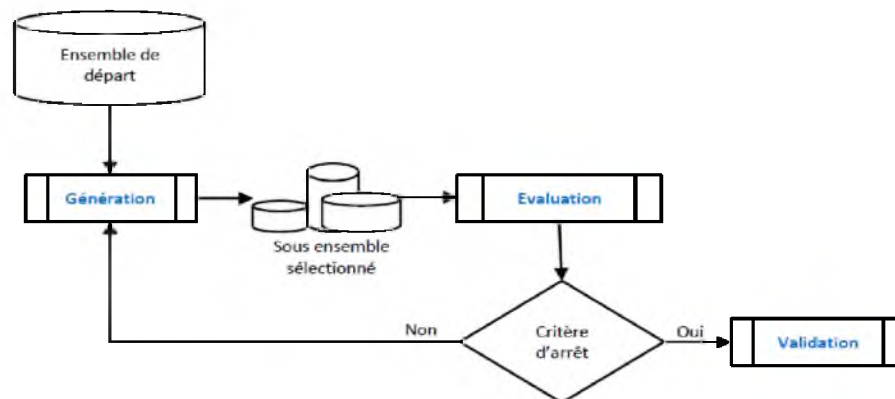 Ensemble de
départ
Génération
Sous ensemble
sélectionné
Evaluation
Non
Critère
d'arrêt
Oui
Validation